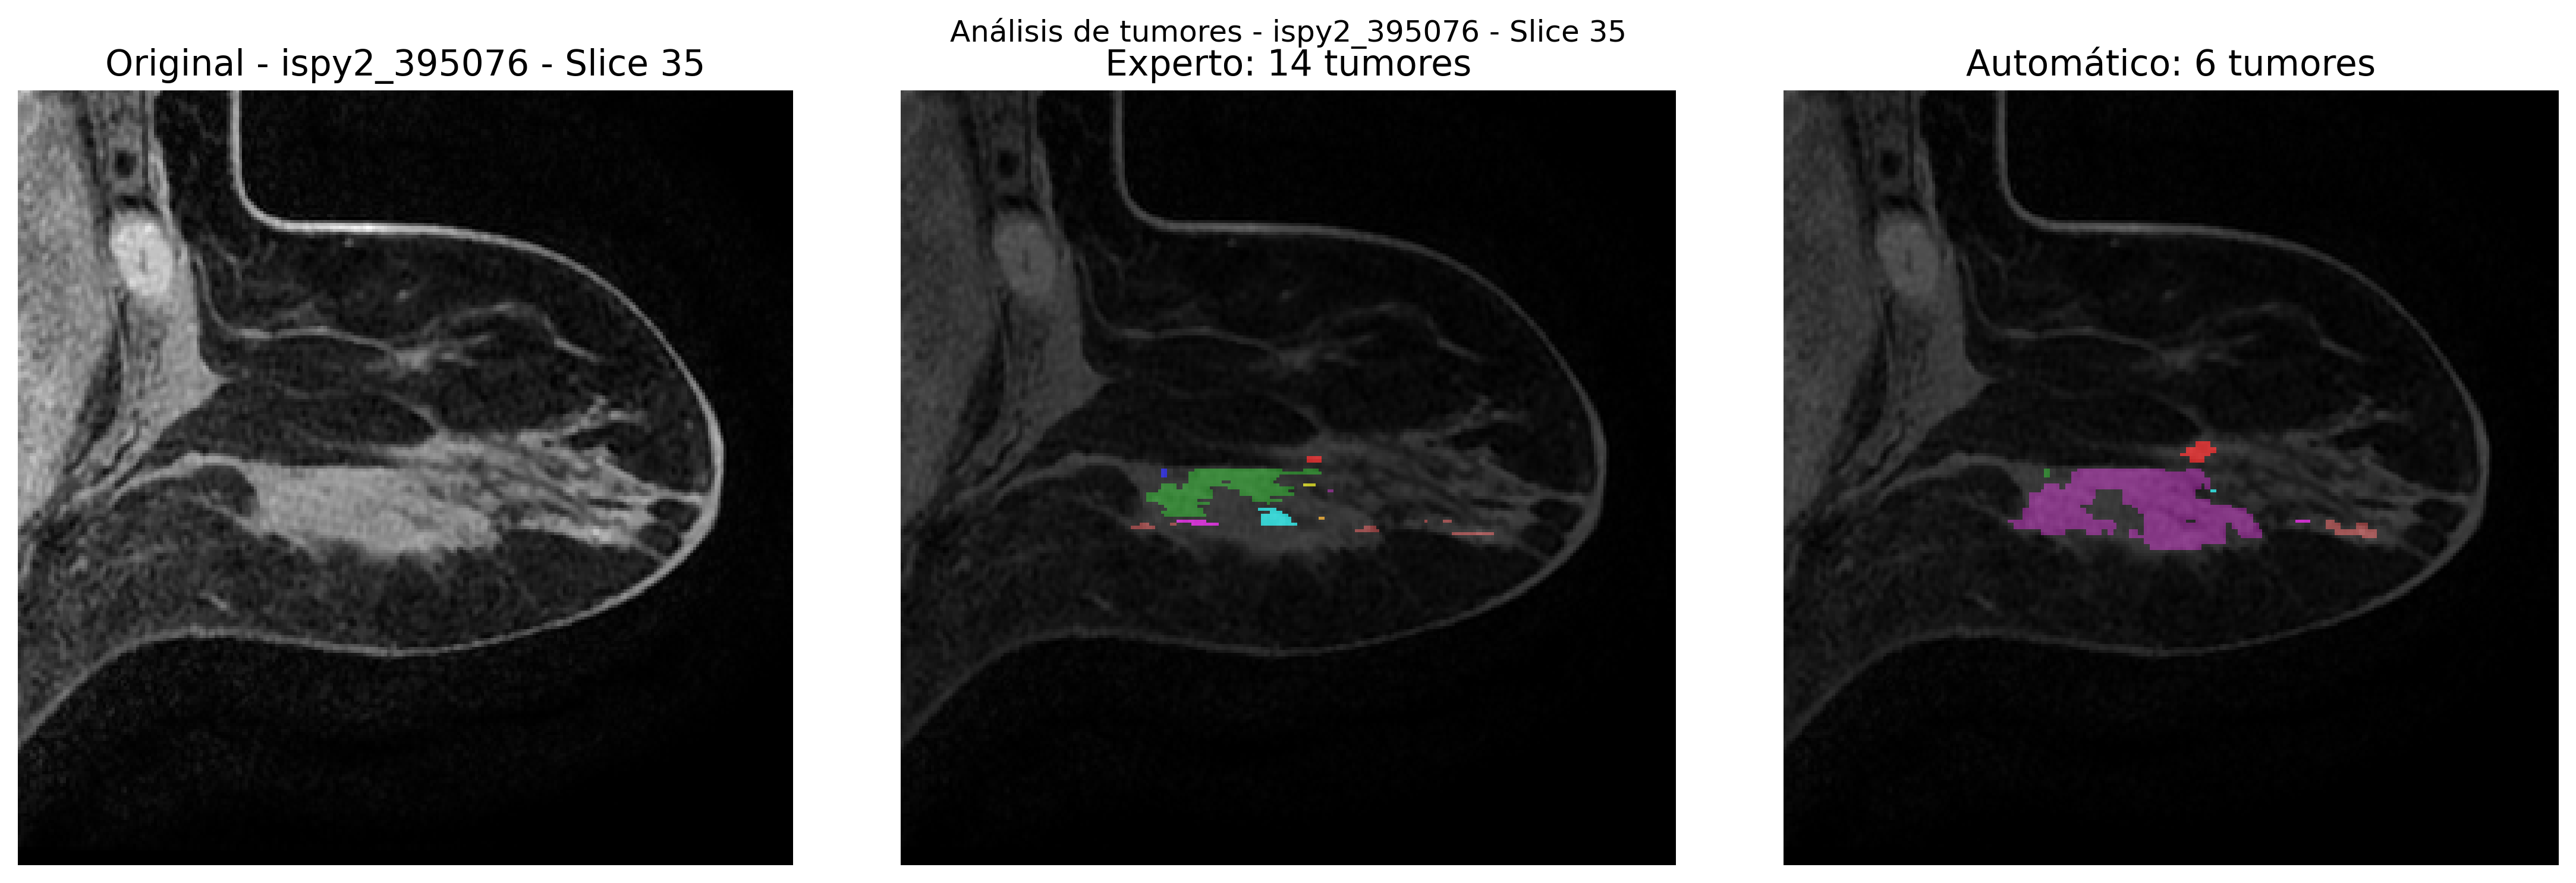 Análisis de tumores - ispy2_395076 - Slice 35
Original - ispy2_395076 - Slice 35
Experto: 14 tumores
Automático: 6 tumores